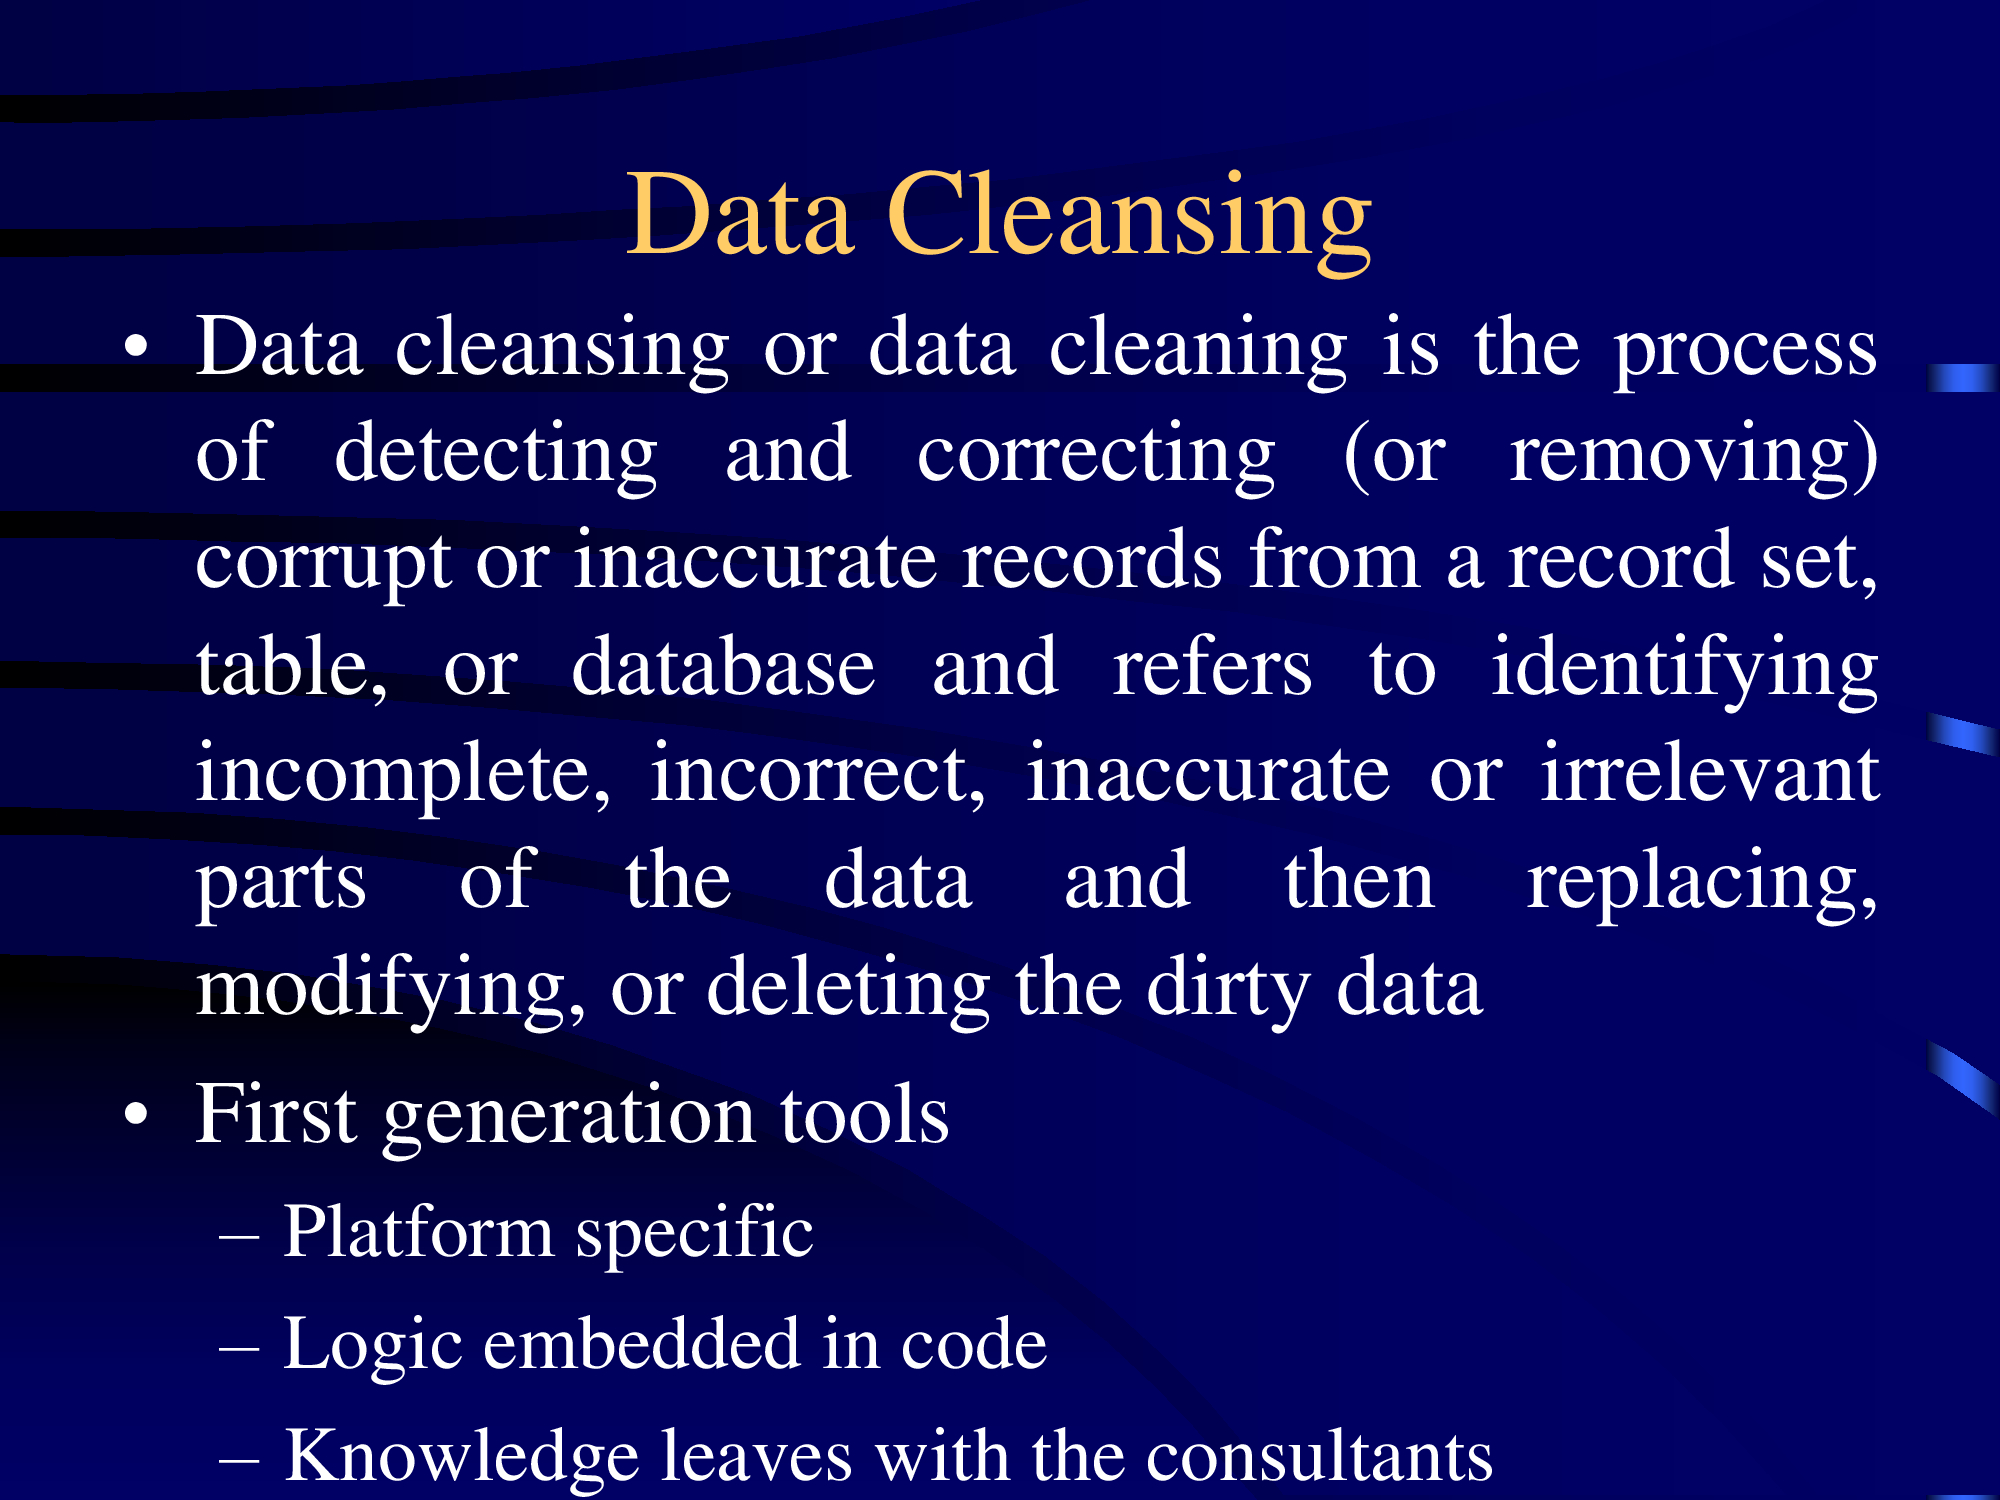 Data Cleansing
• Data cleansing or data cleaning is the process
of detecting and correcting (or removing)
corrupt or inaccurate records from a record set,
table, or database and refers to identifying
incomplete, incorrect, inaccurate or irrelevant
parts of the data and then replacing,
modifying, or deleting the dirty data
• First generation tools
– Platform specific
– Logic embedded in code
– Knowledge leaves with the consultants